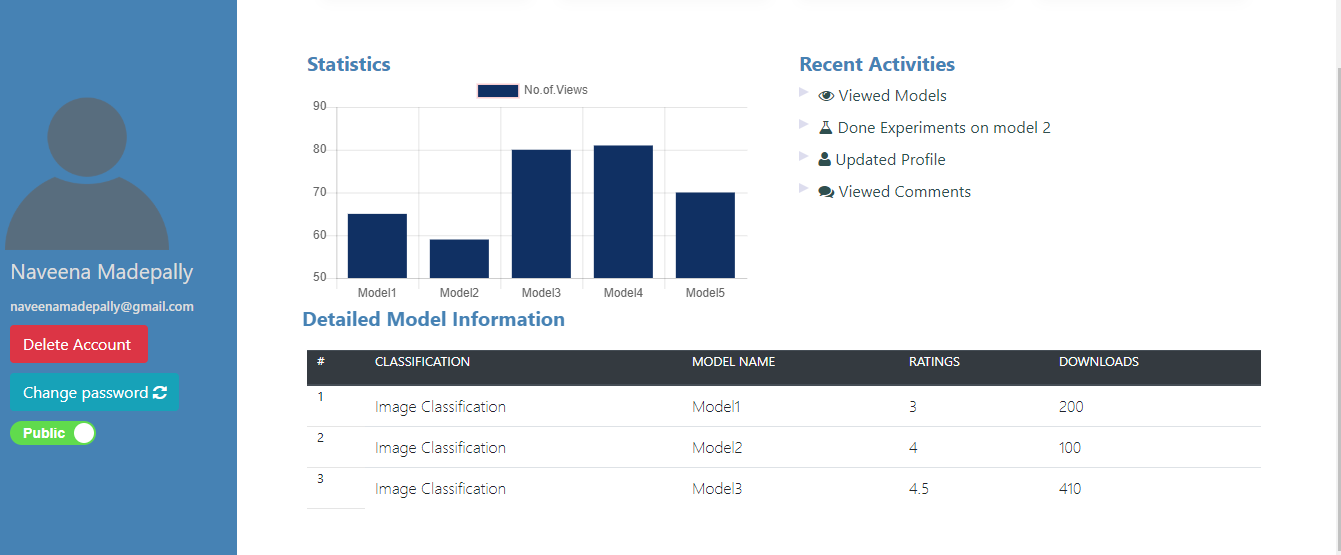 Naveena Madepally
naveenamadepally@gmail.com
Delete Account
Change password
Public
Statistics
No.of.Views
90
80
70
60
50
Model1 Model2 Model3 Model4 Model5
Recent Activities
Viewed Models
Done Experiments on model 2
Updated Profile
Viewed Comments
Detailed Model Information
# CLASSIFICATION MODEL NAME RATINGS DOWNLOADS
1 Image Classification Model1 3 200
2 Image Classification Model2 4 100
3 Image Classification Model3 4.5 410